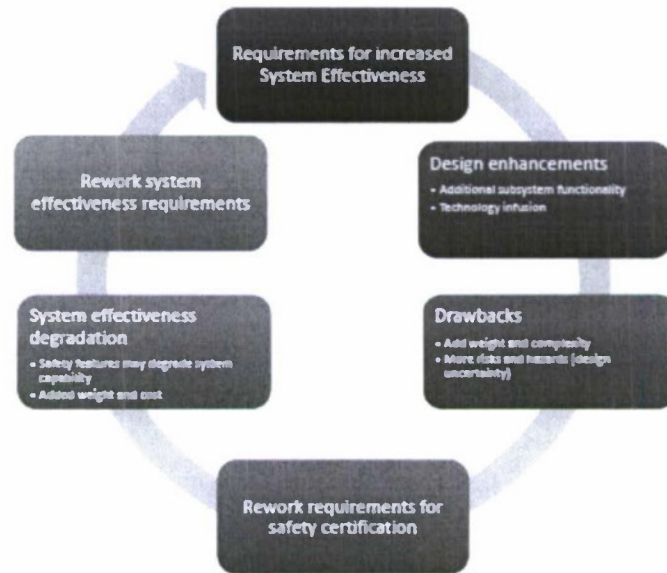 Requirements for increased
System Effectiveness
Design enhancements
• Additional subsystem functionality
• Technology infusion
Drawbacks
• Add weight and complexity
• More risks and hazards (design
uncertainty)
Rework requirements for
safety certification
System effectiveness
degradation
• Safety features may degrade system
capability
• Added weight and cost
Rework system
effectiveness requirements